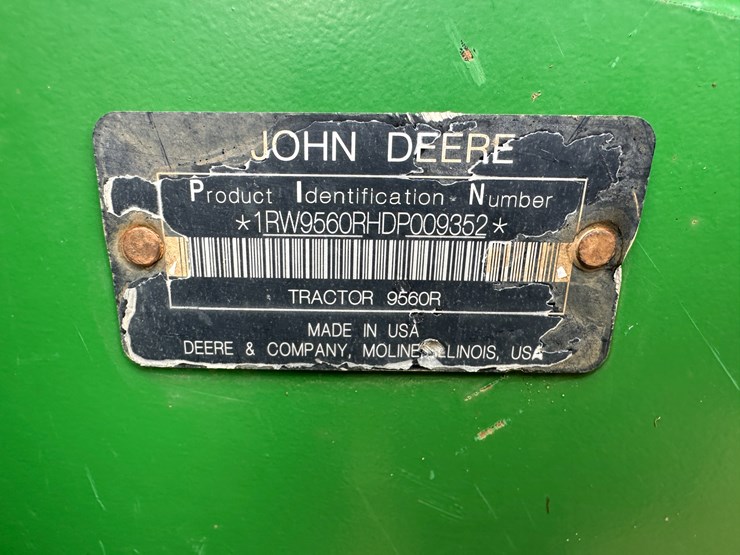 JOHN DEERE
Product Identification Number
*1RW9560RHDP009352*
TRACTOR 9560R
MADE IN USA
DEERE & COMPANY, MOLINE, ILLINOIS, USA